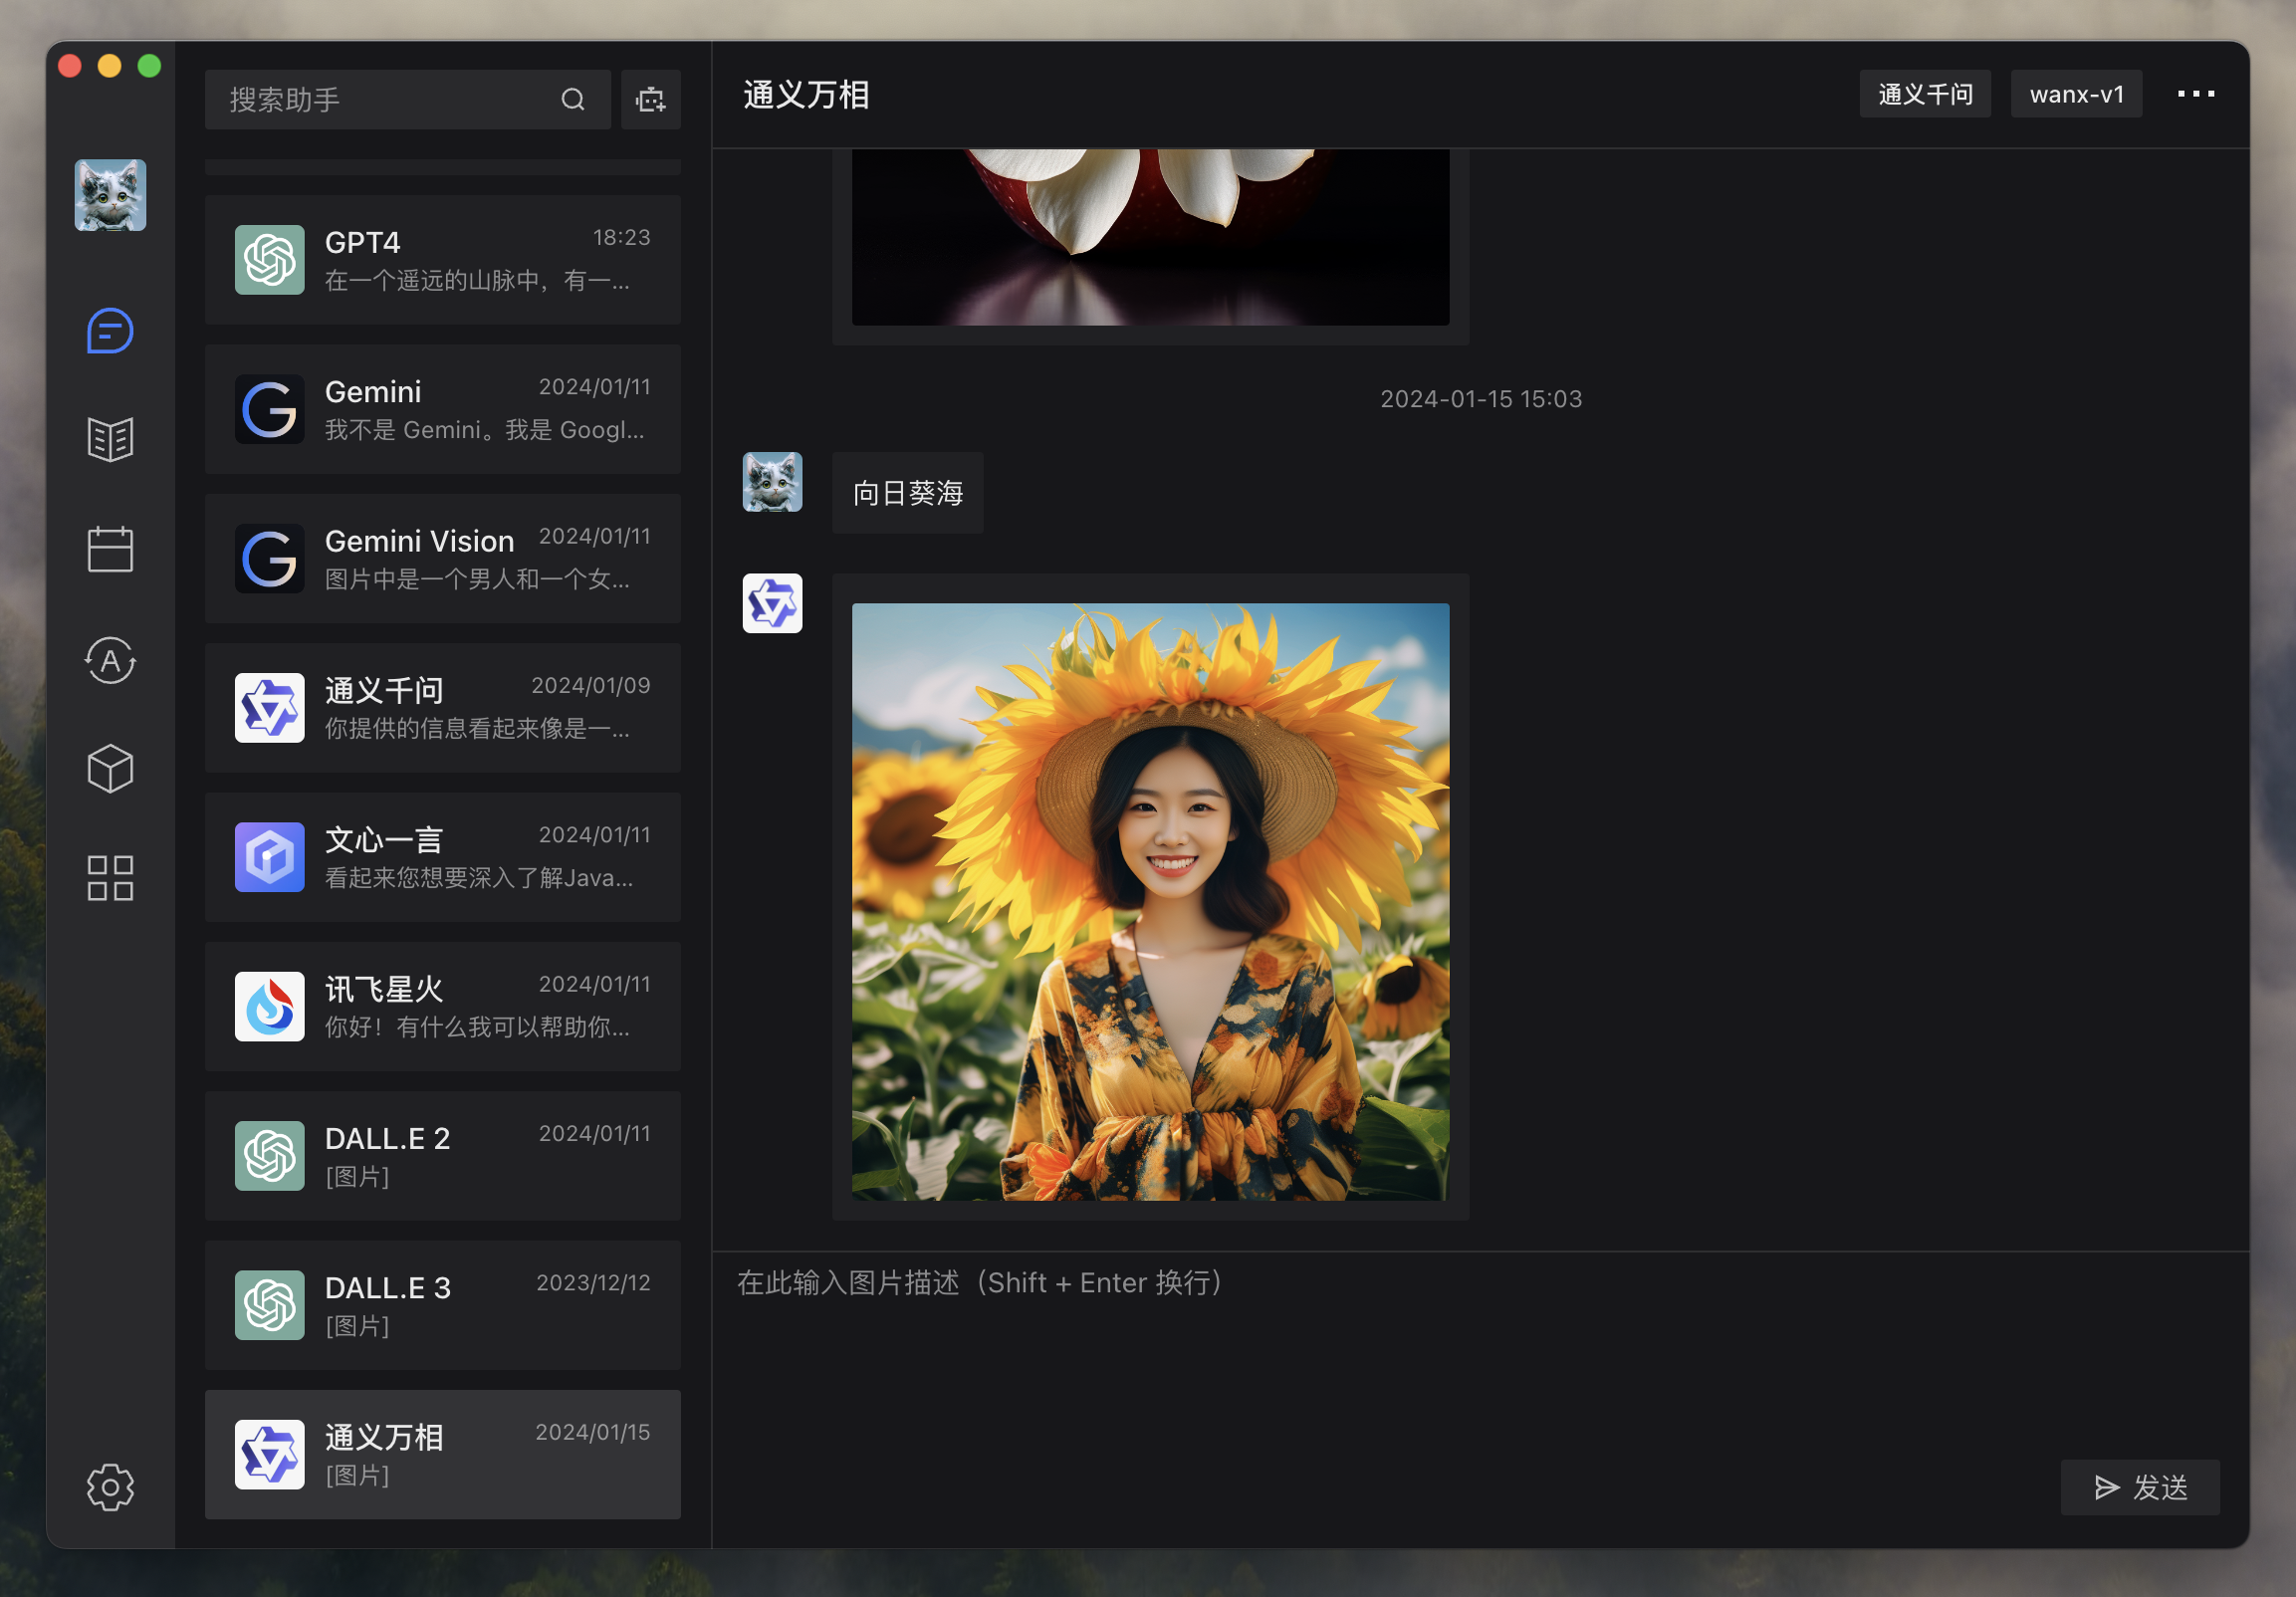 搜索助手
GPT4
18:23
在一个遥远的山脉中，有一...
Gemini
2024/01/11
我不是 Gemini。我是 Googl...
Gemini Vision
2024/01/11
图片中是一个男人和一个女...
通义千问
2024/01/09
你提供的信息看起来像是一...
文心一言
2024/01/11
看起来您想要深入了解Java...
讯飞星火
2024/01/11
你好！有什么我可以帮助你...
DALL.E 2
2024/01/11
[图片]
DALL.E 3
2023/12/12
[图片]
通义万相
2024/01/15
[图片]
通义万相
通义千问
wanx-v1
2024-01-15 15:03
向日葵海
在此输入图片描述（Shift + Enter 换行）
发送